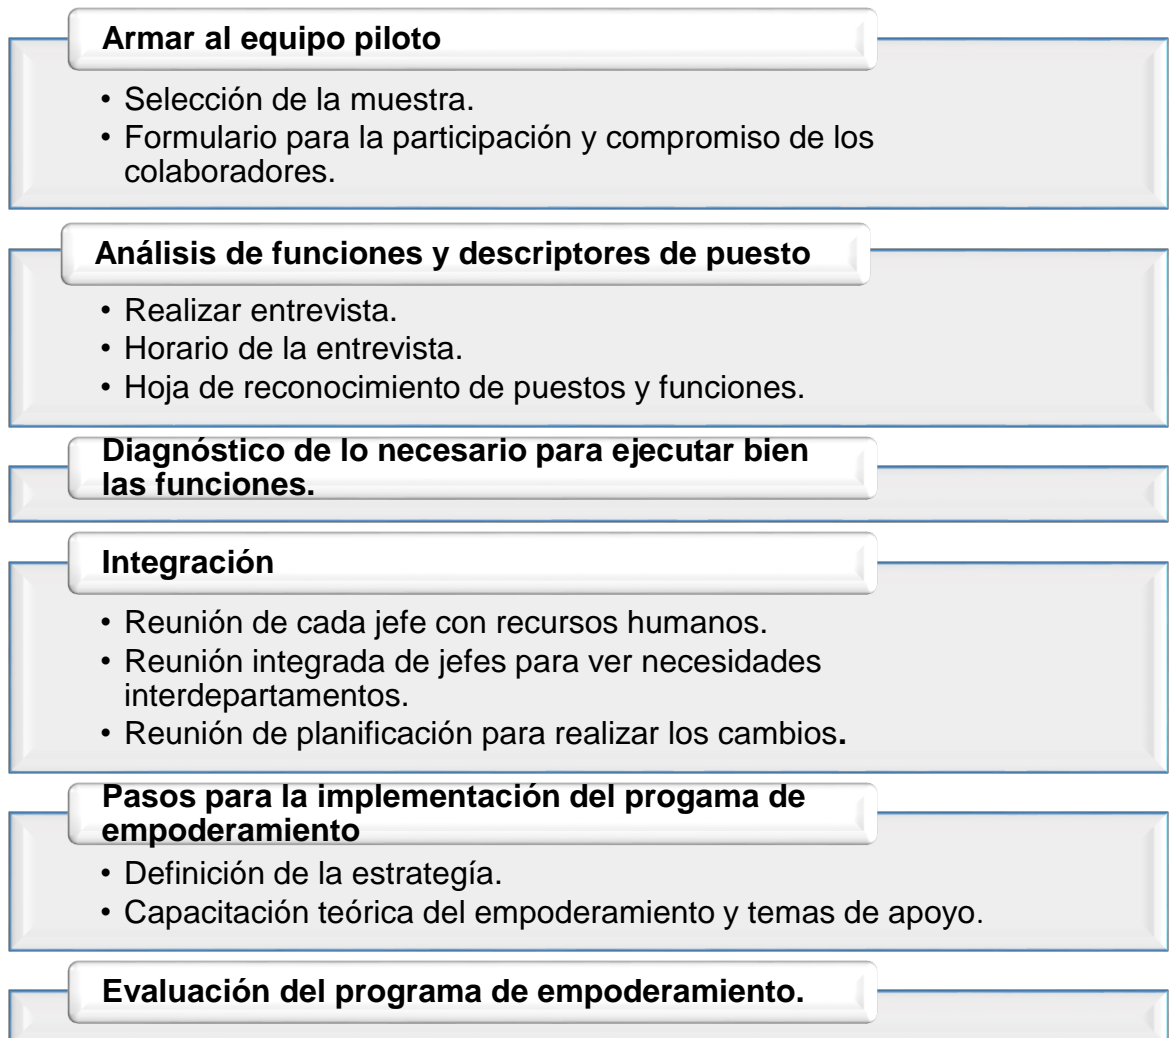 Armar al equipo piloto
• Selección de la muestra.
• Formulario para la participación y compromiso de los
colaboradores.
Análisis de funciones y descriptores de puesto
• Realizar entrevista.
• Horario de la entrevista.
• Hoja de reconocimiento de puestos y funciones.
Diagnóstico de lo necesario para ejecutar bien
las funciones.
Integración
• Reunión de cada jefe con recursos humanos.
• Reunión integrada de jefes para ver necesidades
interdepartamentos.
• Reunión de planificación para realizar los cambios.
Pasos para la implementación del progama de
empoderamiento
• Definición de la estrategía.
• Capacitación teórica del empoderamiento y temas de apoyo.
Evaluación del programa de empoderamiento.